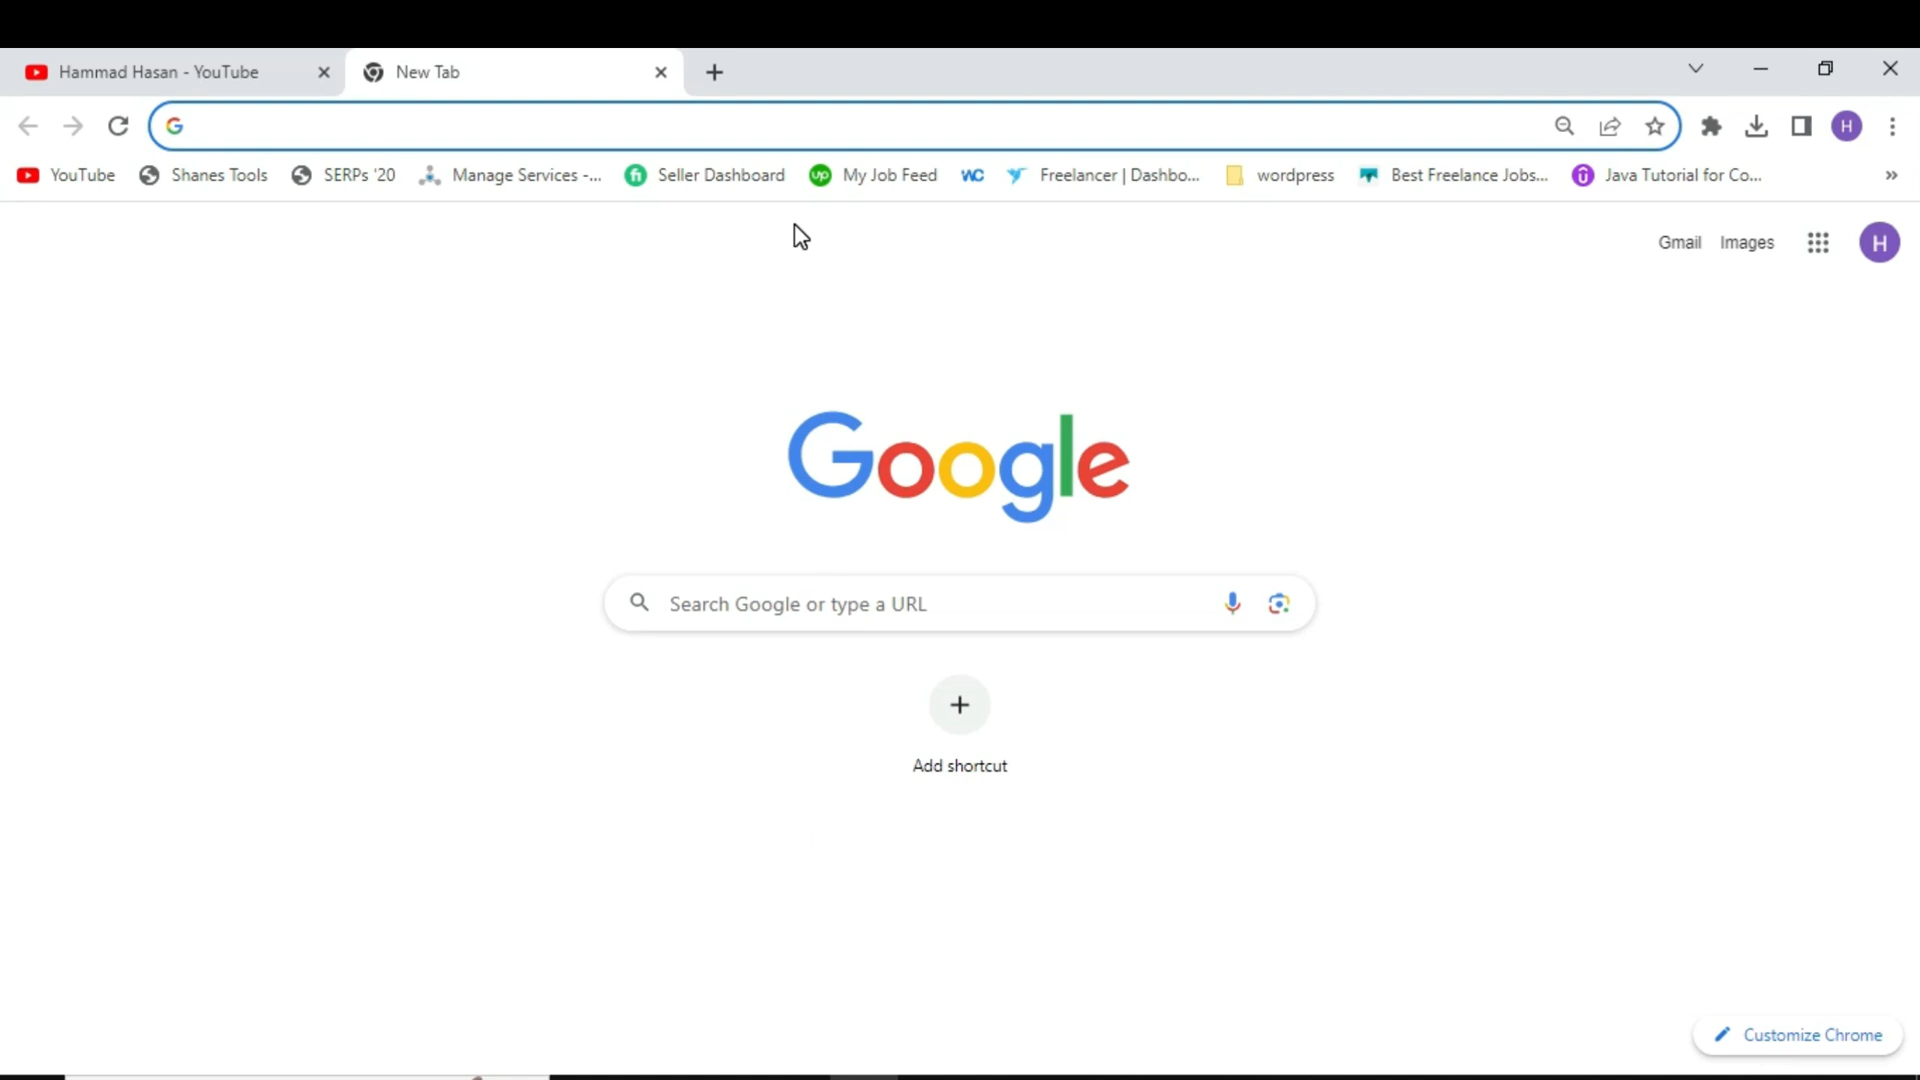 Hammad Hasan - YouTube
New Tab
YouTube
Shanes Tools
SERPs '20
Manage Services -...
fi
Seller Dashboard
up
My Job Feed
WC
Freelancer | Dashbo...
wordpress
Best Freelance Jobs...
Java Tutorial for Co...
H
Gmail
Images
H
Google
Search Google or type a URL
Add shortcut
Customize Chrome